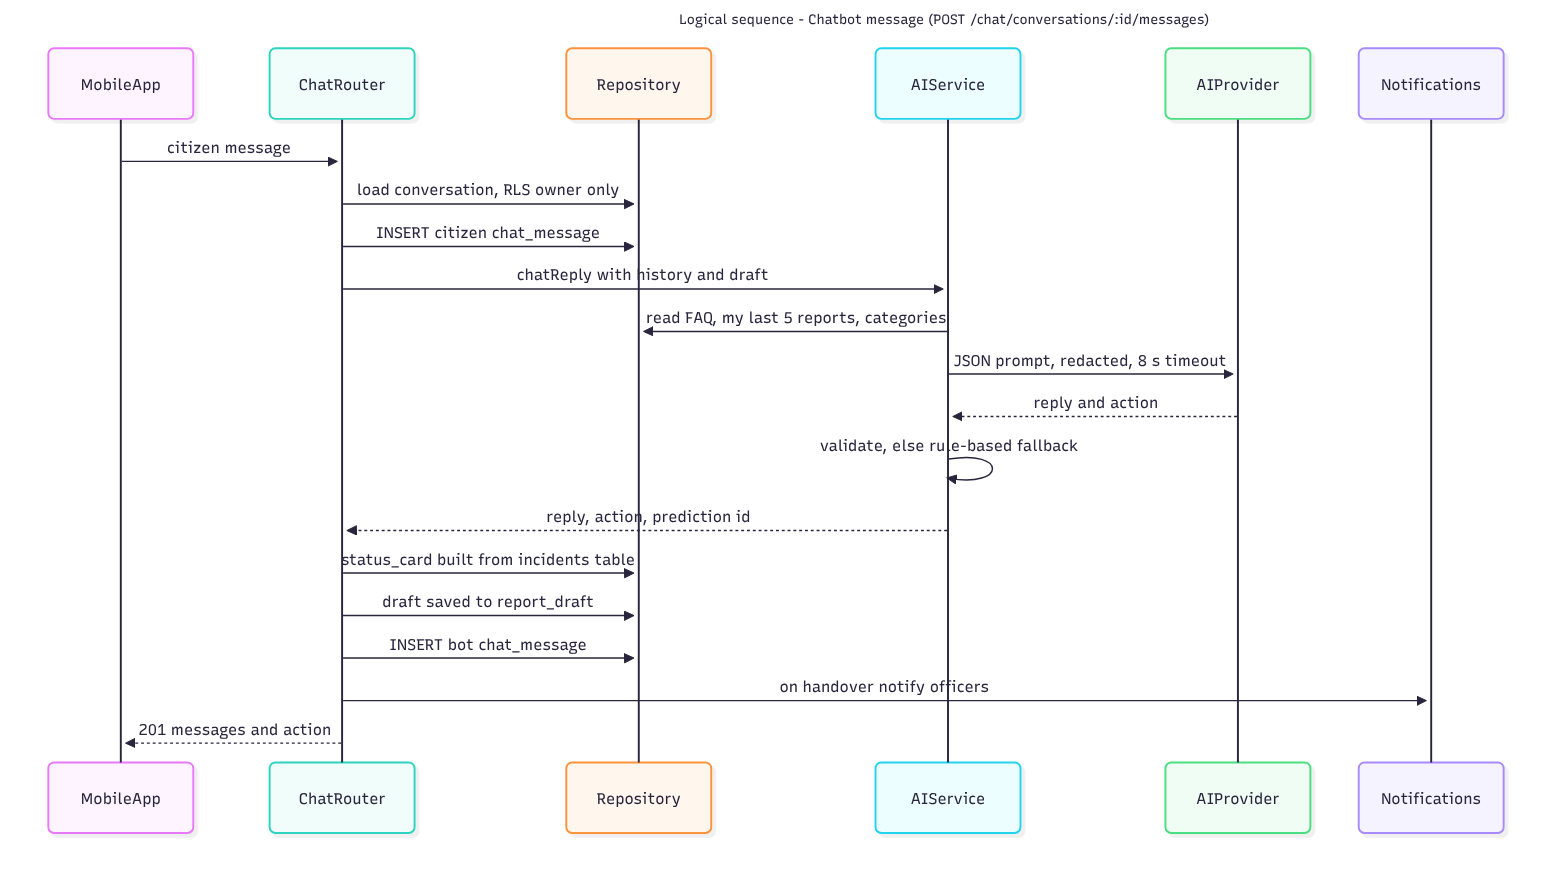 Logical sequence - Chatbot message (POST /chat/conversations/:id/messages)
MobileApp
ChatRouter
Repository
AIService
AIProvider
Notifications
citizen message
load conversation, RLS owner only
INSERT citizen chat_message
chatReply with history and draft
read FAQ, my last 5 reports, categories
JSON prompt, redacted, 8 s timeout
reply and action
validate, else rule-based fallback
reply, action, prediction id
status_card built from incidents table
draft saved to report_draft
INSERT bot chat_message
on handover notify officers
201 messages and action
MobileApp
ChatRouter
Repository
AIService
AIProvider
Notifications